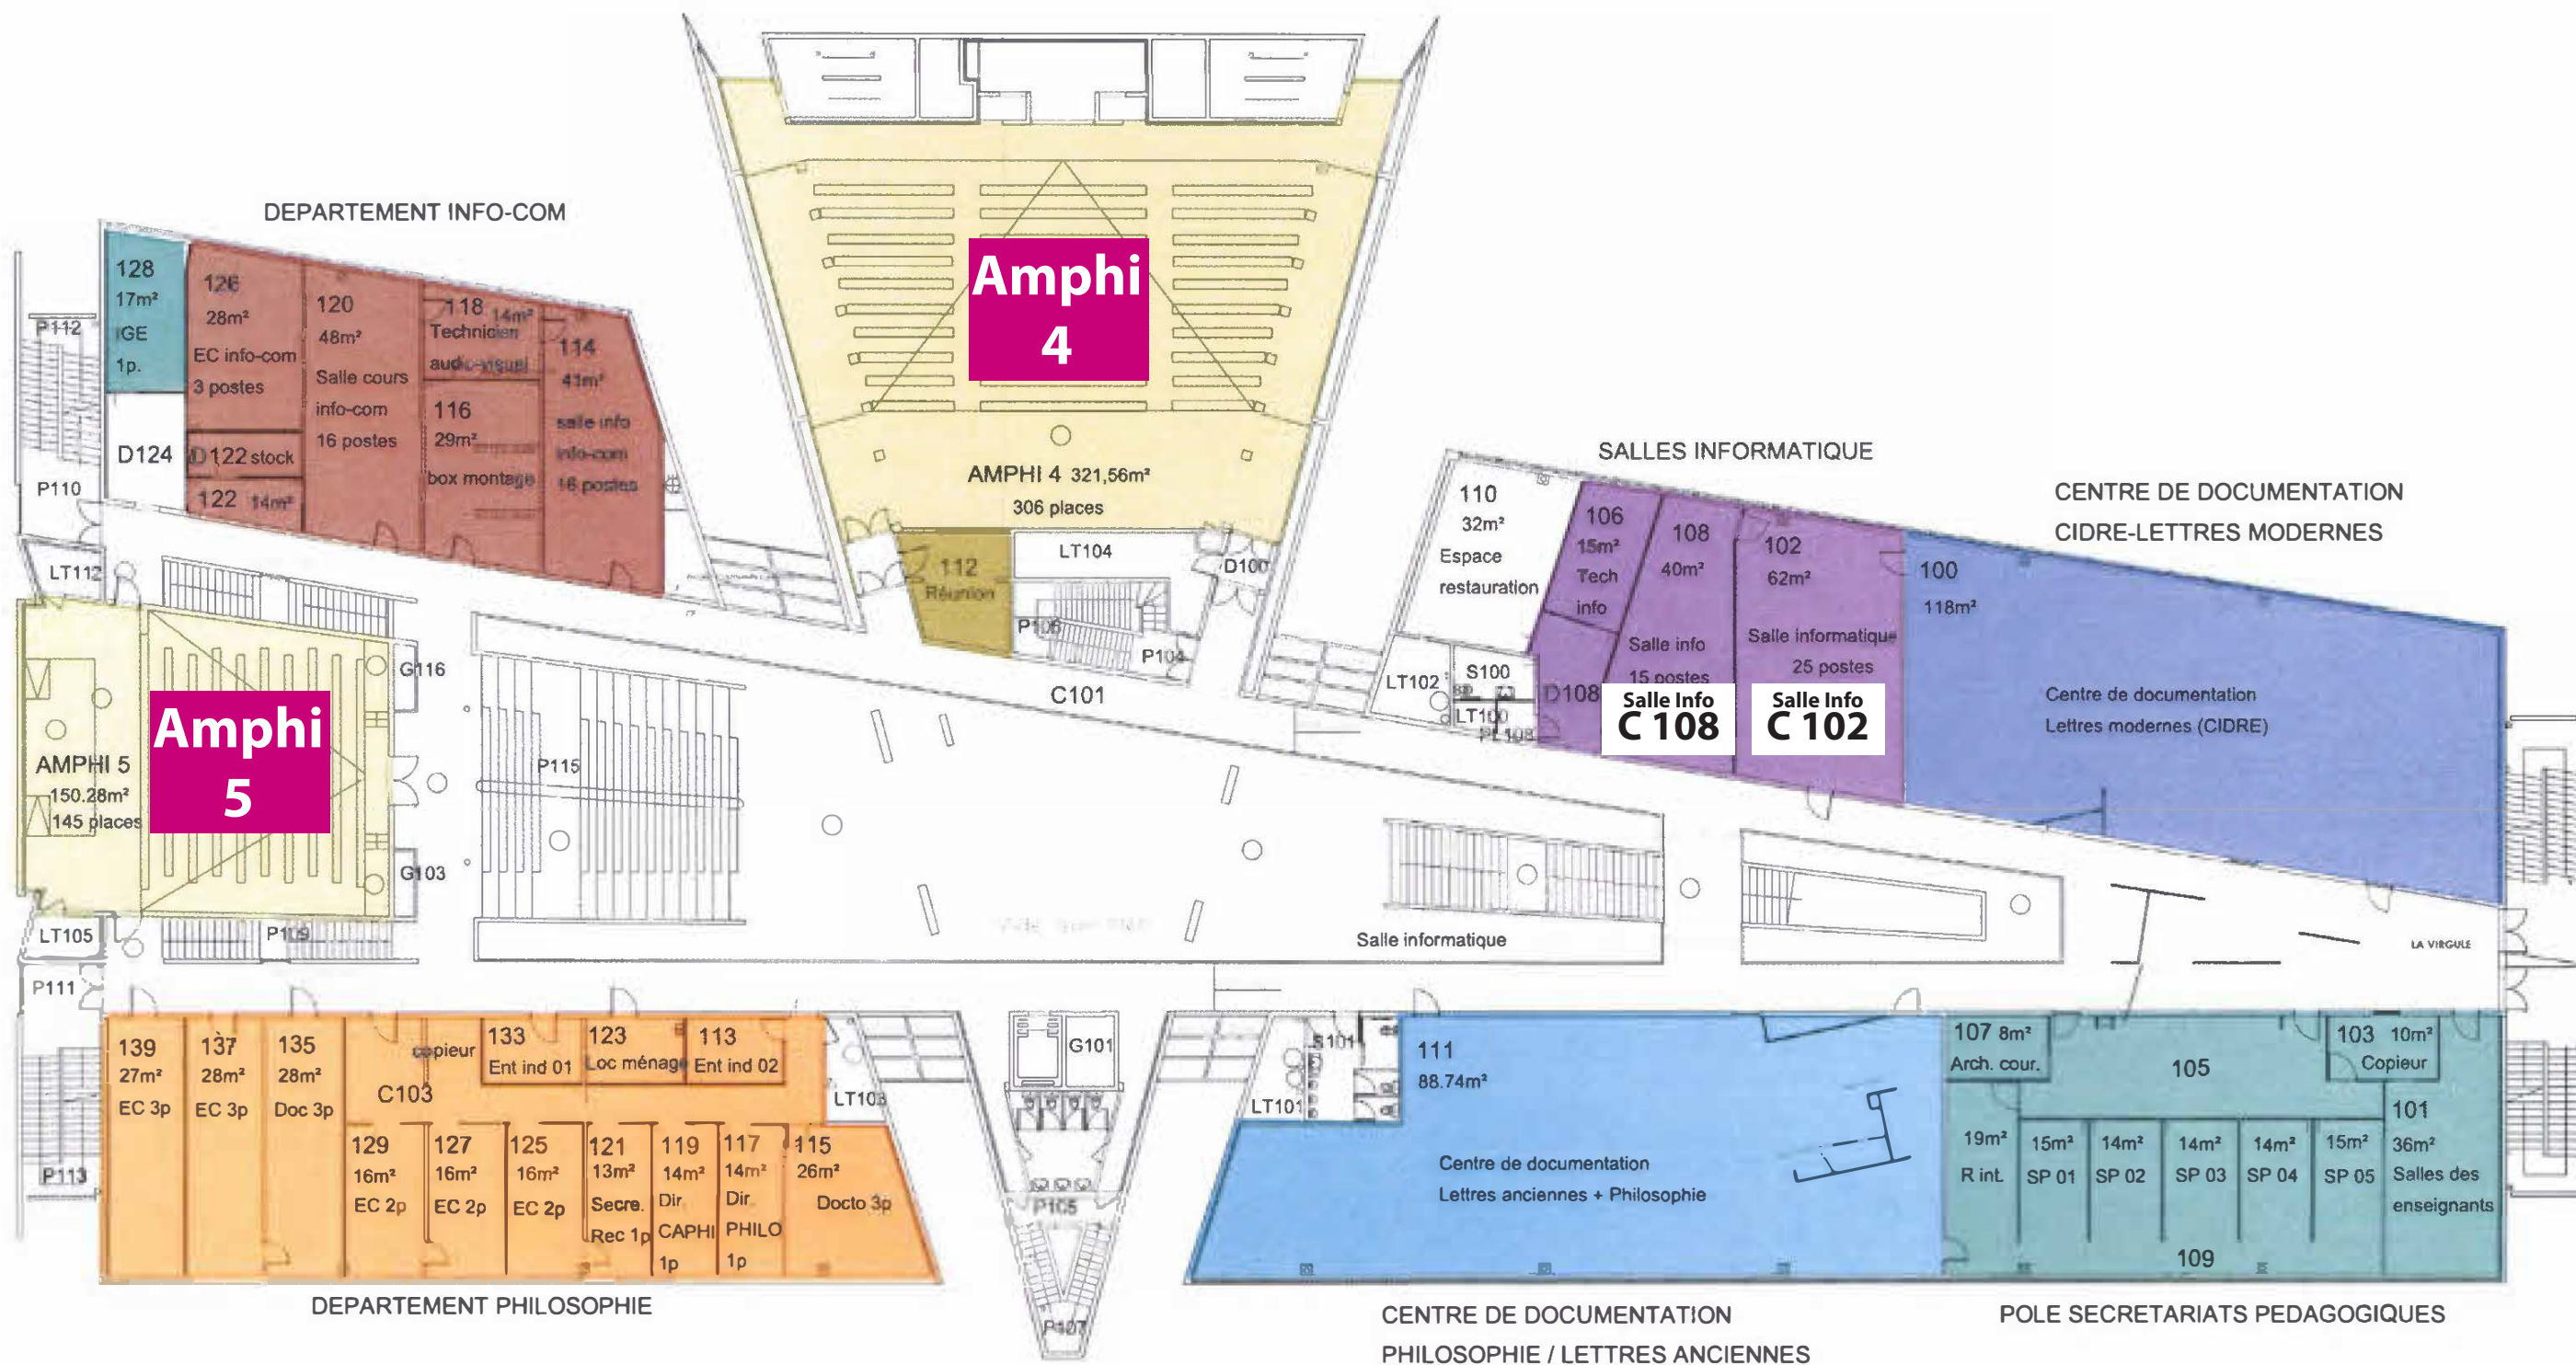 DEPARTEMENT INFO-COM
128
17m²
IGE
1p.
126
28m²
EC info-com
3 postes
120
48m²
Salle cours
info-com
16 postes
118 14m²
Technicien
audio-visuel
116
29m²
box montage
114
41m²
salle info
info-com
16 postes
D124
D122 stock
122 14m²
P112
P110
LT112
Amphi
4
AMPHI 4 321,56m²
306 places
112
Réunion
LT104
D100
P106
P104
C101
SALLES INFORMATIQUE
110
32m²
Espace
restauration
106
15m²
Tech
info
108
40m²
Salle info
15 postes
Salle Info
C 108
102
62m²
Salle informatique
25 postes
Salle Info
C 102
LT102
S100
LT100
PL108
D108
CENTRE DE DOCUMENTATION
CIDRE-LETTRES MODERNES
100
118m²
Centre de documentation
Lettres modernes (CIDRE)
G116
Amphi
5
AMPHI 5
150.28m²
145 places
G103
P115
LT105
P109
P111
Salle informatique
LA VIRGULE
139
27m²
EC 3p
137
28m²
EC 3p
135
28m²
Doc 3p
copieur
C103
133
Ent ind 01
123
Loc ménage
113
Ent ind 02
LT103
129
16m²
EC 2p
127
16m²
EC 2p
125
16m²
EC 2p
121
13m²
Secre.
Rec 1p
119
14m²
Dir.
CAPHI
1p
117
14m²
Dir.
PHILO
1p
115
26m²
Docto 3p
P113
DEPARTEMENT PHILOSOPHIE
G101
P105
P107
S101
LT101
111
88.74m²
Centre de documentation
Lettres anciennes + Philosophie
CENTRE DE DOCUMENTATION
PHILOSOPHIE / LETTRES ANCIENNES
107 8m²
Arch. cour.
105
103 10m²
Copieur
101
36m²
Salles des
enseignants
19m²
R int.
15m²
SP 01
14m²
SP 02
14m²
SP 03
14m²
SP 04
15m²
SP 05
109
POLE SECRETARIATS PEDAGOGIQUES